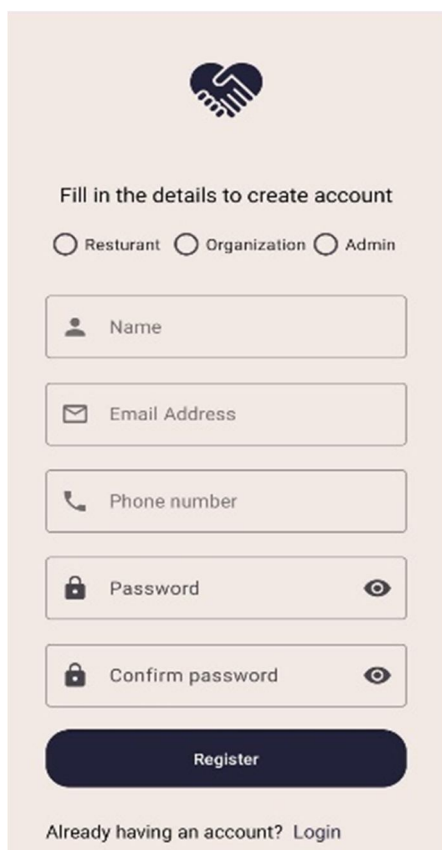 Fill in the details to create account
Resturant Organization Admin
Name
Email Address
Phone number
Password
Confirm password
Register
Already having an account? Login